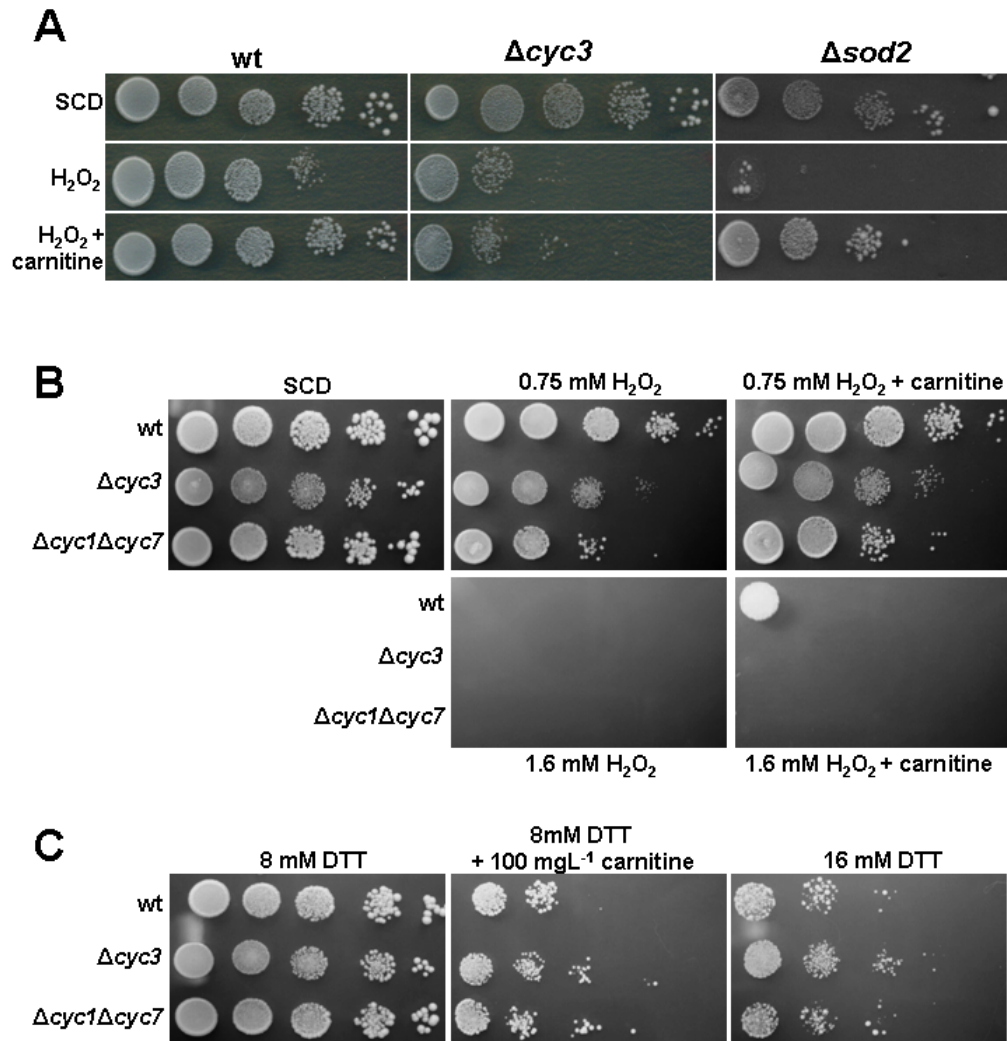 A
wt Δcyc3 Δsod2
SCD
H₂O₂
H₂O₂ +
carnitine
B
SCD 0.75 mM H₂O₂ 0.75 mM H₂O₂ + carnitine
wt
Δcyc3
Δcyc1Δcyc7
wt
Δcyc3
Δcyc1Δcyc7
1.6 mM H₂O₂ 1.6 mM H₂O₂ + carnitine
C
8 mM DTT 8mM DTT
+ 100 mgL⁻¹ carnitine 16 mM DTT
wt
Δcyc3
Δcyc1Δcyc7